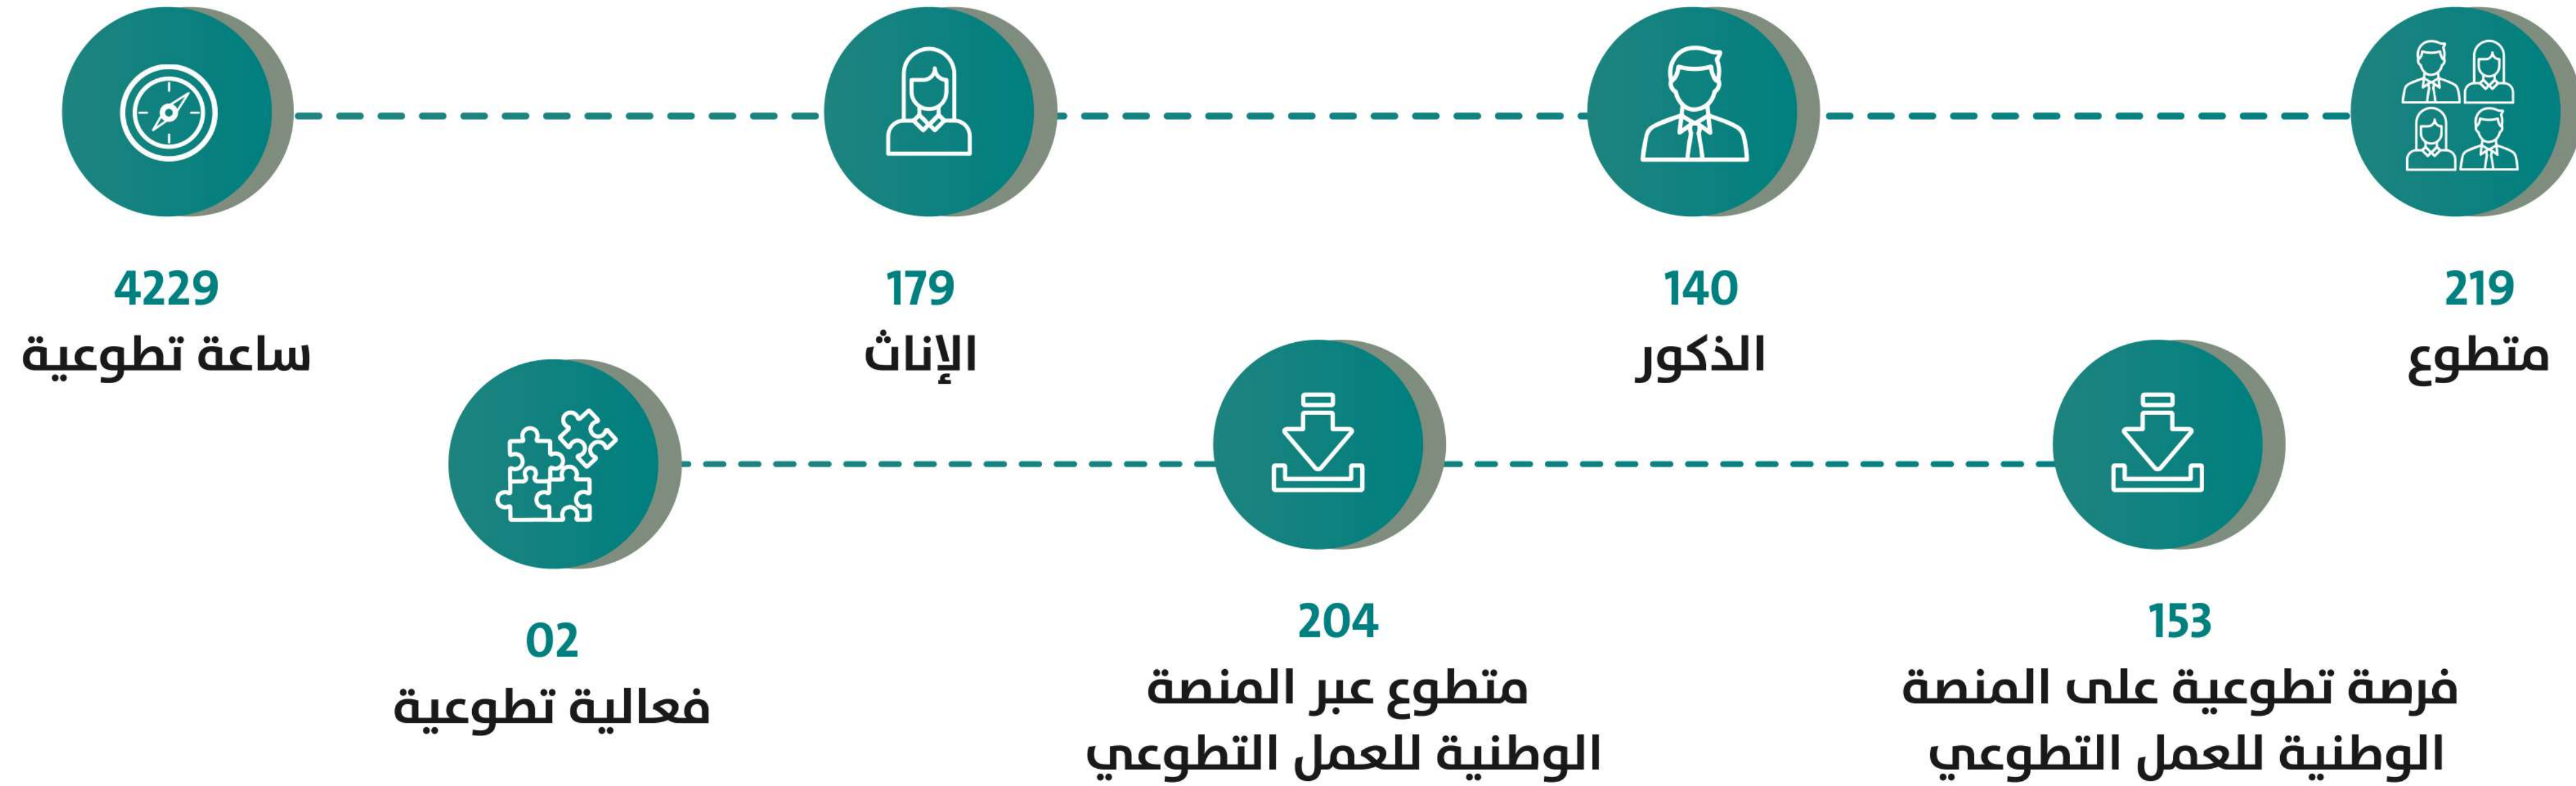 219
متطوع
140
الذكور
179
الإناث
4229
ساعة تطوعية
153
فرصة تطوعية على المنصة
الوطنية للعمل التطوعي
204
متطوع عبر المنصة
الوطنية للعمل التطوعي
02
فعالية تطوعية